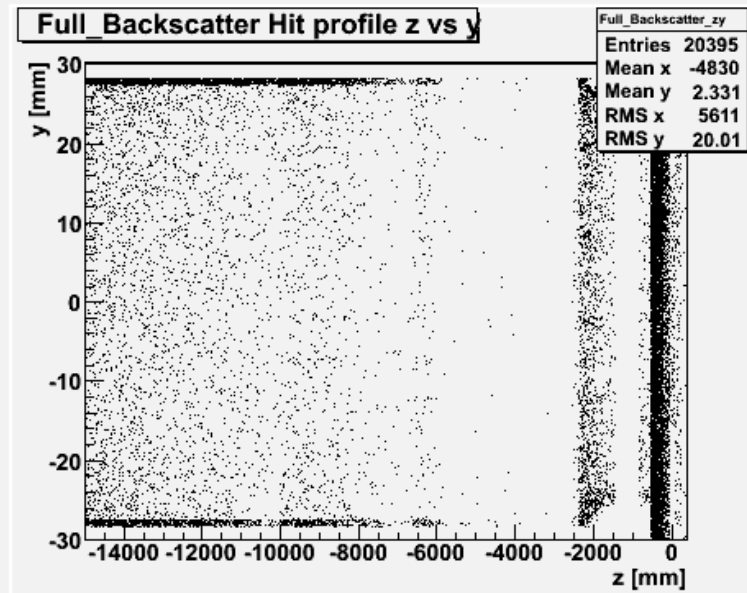 Full_Backscatter Hit profile z vs y
Full_Backscatter_zy
Entries 20395
Mean x -4830
Mean y 2.331
RMS x 5611
RMS y 20.01
y [mm]
30
20
10
0
-10
-20
-30
-14000 -12000 -10000 -8000 -6000 -4000 -2000 0
z [mm]